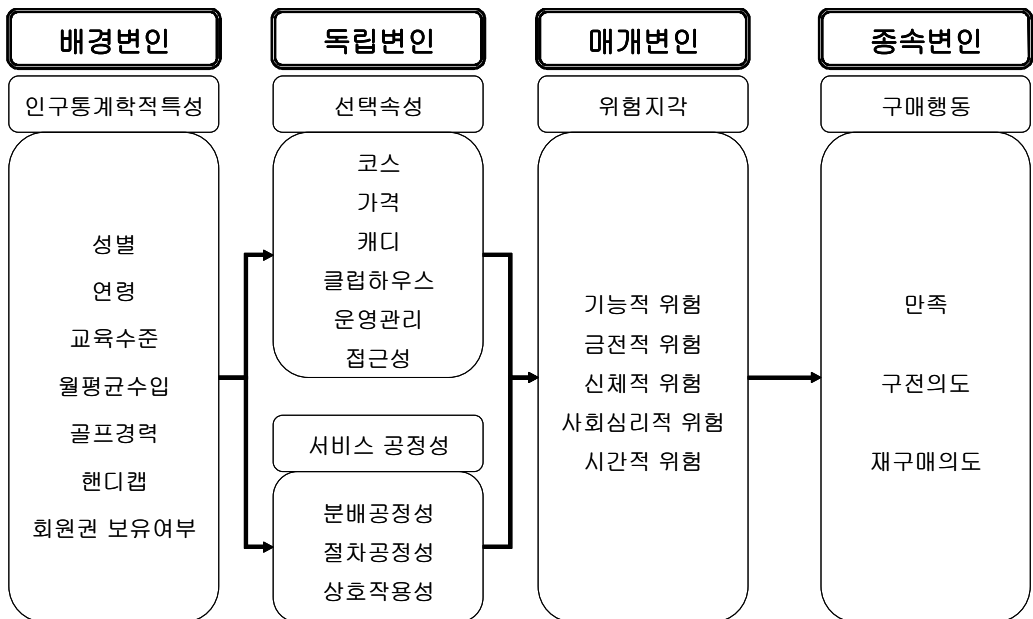 배경변인
인구통계학적특성
성별
연령
교육수준
월평균수입
골프경력
핸디캡
회원권 보유여부
독립변인
선택속성
코스
가격
캐디
클럽하우스
운영관리
접근성
서비스 공정성
분배공정성
절차공정성
상호작용성
매개변인
위험지각
기능적 위험
금전적 위험
신체적 위험
사회심리적 위험
시간적 위험
종속변인
구매행동
만족
구전의도
재구매의도